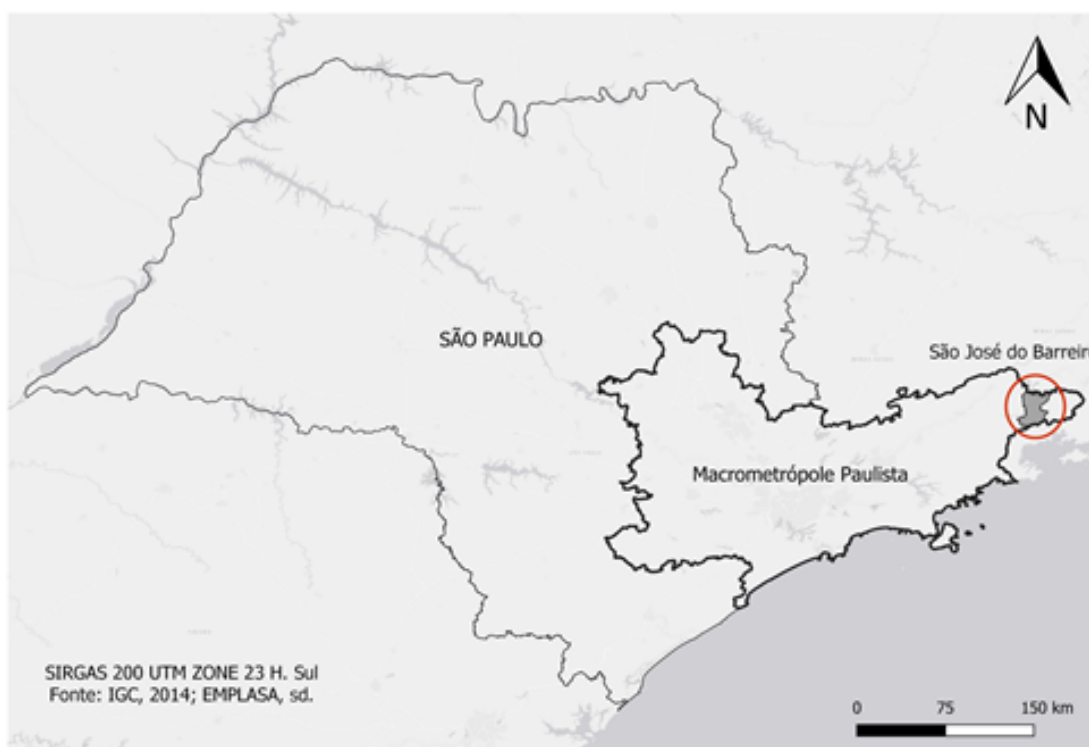 N
São José do Barreir
SÃO PAULO
Macrometrópole Paulista
SIRGAS 200 UTM ZONE 23 H. Sul
Fonte: IGC, 2014; EMPLASA, sd.
0 75 150 km